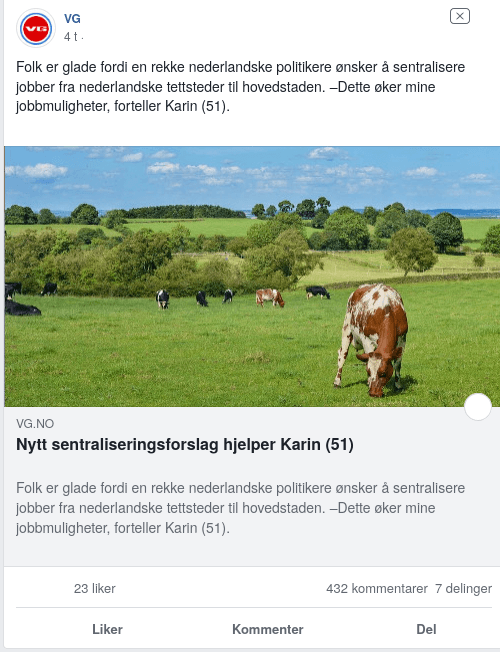 VG
VG
4 t ·
Folk er glade fordi en rekke nederlandske politikere ønsker å sentralisere
jobber fra nederlandske tettsteder til hovedstaden. –Dette øker mine
jobbmuligheter, forteller Karin (51).
VG.NO
Nytt sentraliseringsforslag hjelper Karin (51)
Folk er glade fordi en rekke nederlandske politikere ønsker å sentralisere
jobber fra nederlandske tettsteder til hovedstaden. –Dette øker mine
jobbmuligheter, forteller Karin (51).
23 liker 432 kommentarer 7 delinger
Liker Kommenter Del